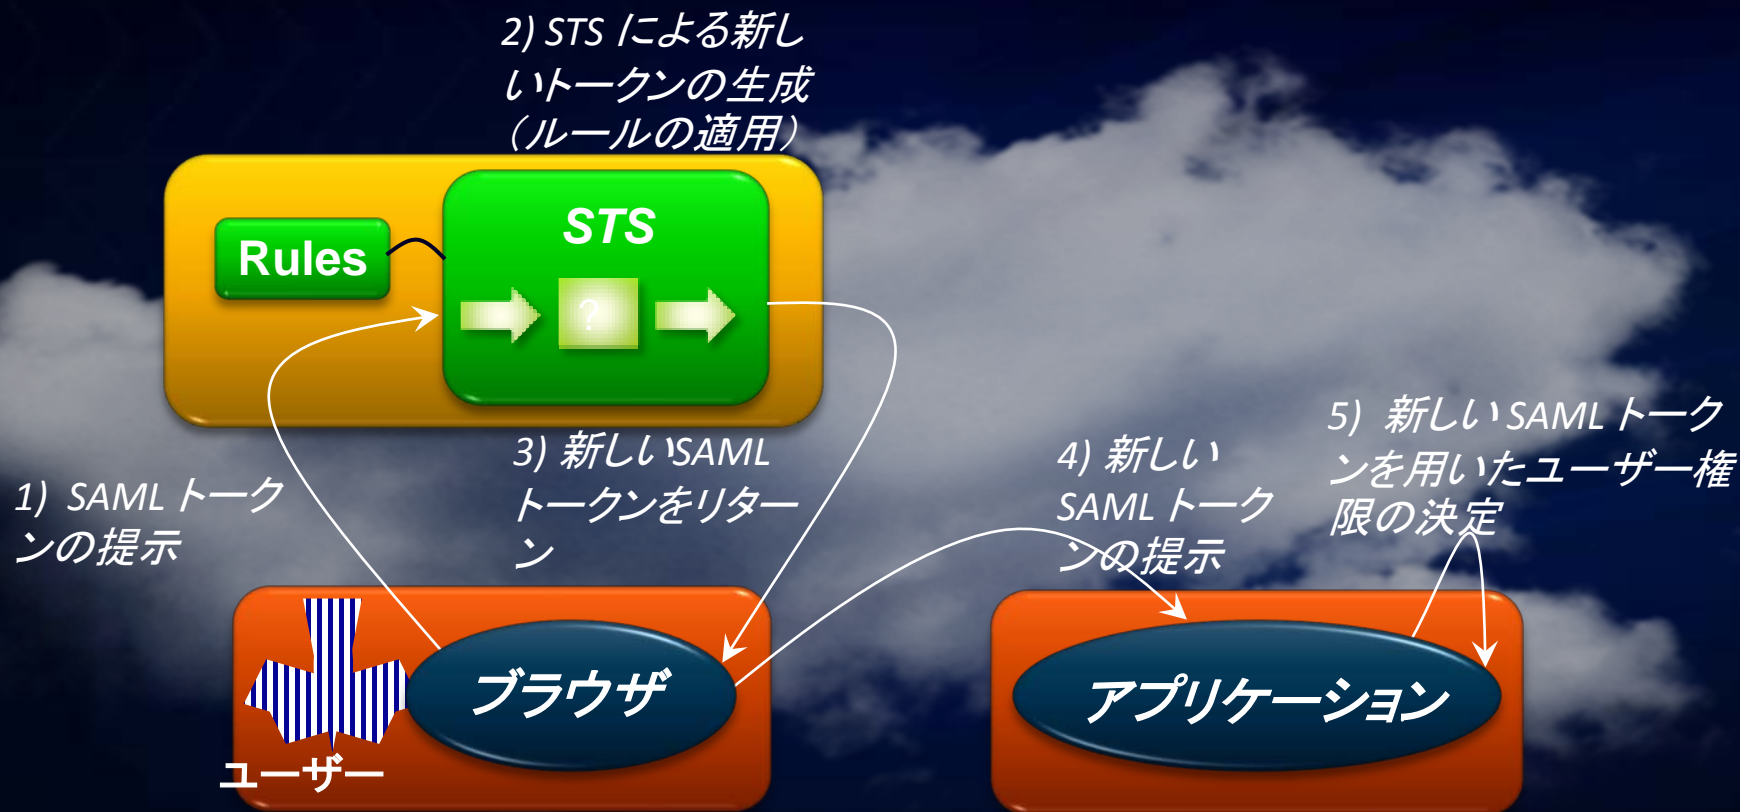 2) STS による新し
いトークンの生成
（ルールの適用）
Rules
STS
?
1) SAML トーク
ンの提示
3) 新しいSAML
トークンをリター
ン
4) 新しい
SAML トーク
ンの提示
5) 新しい SAML トーク
ンを用いたユーザー権
限の決定
ブラウザ
ユーザー
アプリケーション